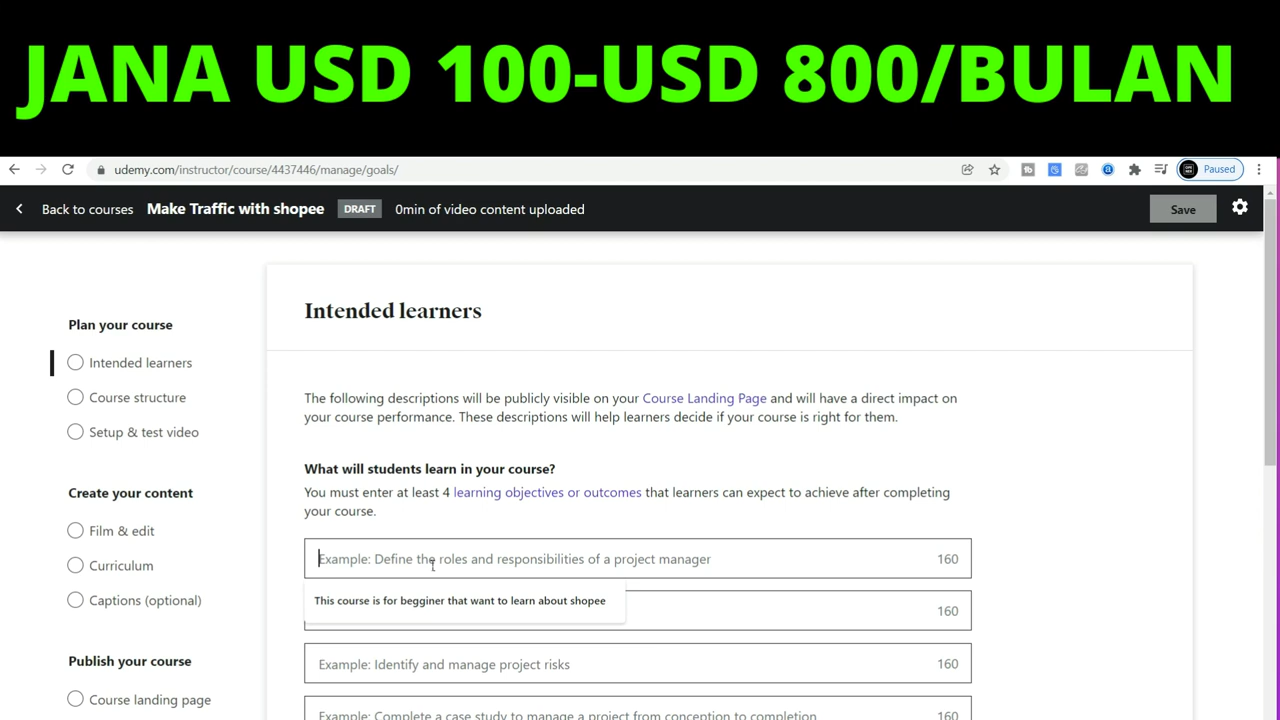 JANA USD 100-USD 800/BULAN
udemy.com/instructor/course/4437446/manage/goals/
Paused
Back to courses
Make Traffic with shopee
DRAFT
0min of video content uploaded
Save
Intended learners
Plan your course
Intended learners
Course structure
Setup & test video
Create your content
Film & edit
Curriculum
Captions (optional)
Publish your course
Course landing page
The following descriptions will be publicly visible on your Course Landing Page and will have a direct impact on
your course performance. These descriptions will help learners decide if your course is right for them.
What will students learn in your course?
You must enter at least 4 learning objectives or outcomes that learners can expect to achieve after completing
your course.
Example: Define the roles and responsibilities of a project manager
160
This course is for begginer that want to learn about shopee
160
Example: Identify and manage project risks
160
Example: Complete a case study to manage a project from conception to completion
160